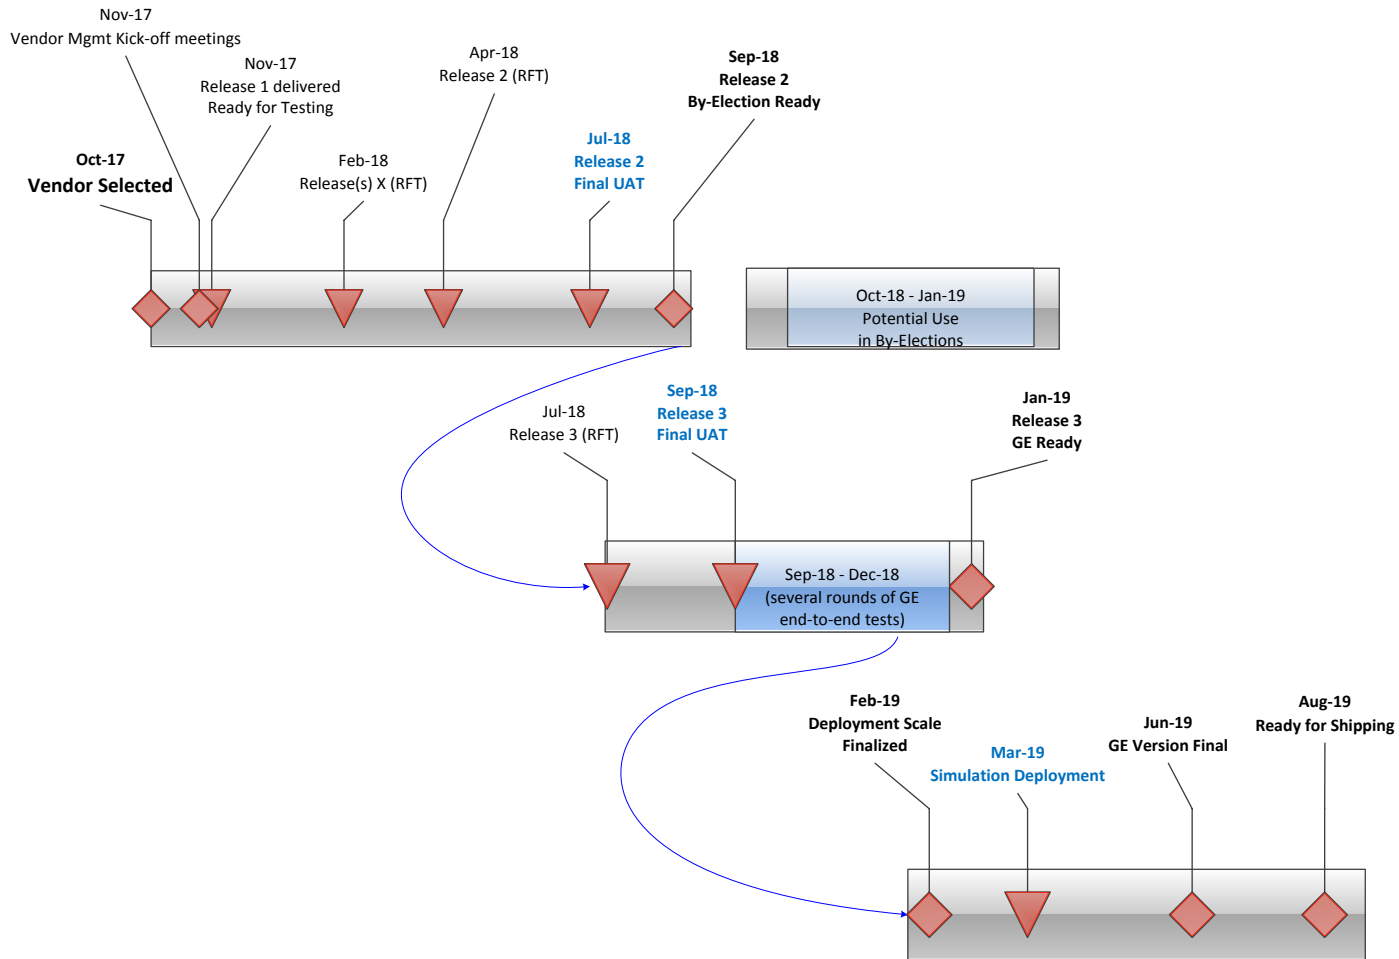 Nov-17
Vendor Mgmt Kick-off meetings
Nov-17
Release 1 delivered
Ready for Testing
Apr-18
Release 2 (RFT)
Sep-18
Release 2
By-Election Ready
Oct-17
Vendor Selected
Feb-18
Release(s) X (RFT)
Jul-18
Release 2
Final UAT
Oct-18 - Jan-19
Potential Use
in By-Elections
Jul-18
Release 3 (RFT)
Sep-18
Release 3
Final UAT
Jan-19
Release 3
GE Ready
Sep-18 - Dec-18
(several rounds of GE
end-to-end tests)
Feb-19
Deployment Scale
Finalized
Mar-19
Simulation Deployment
Jun-19
GE Version Final
Aug-19
Ready for Shipping